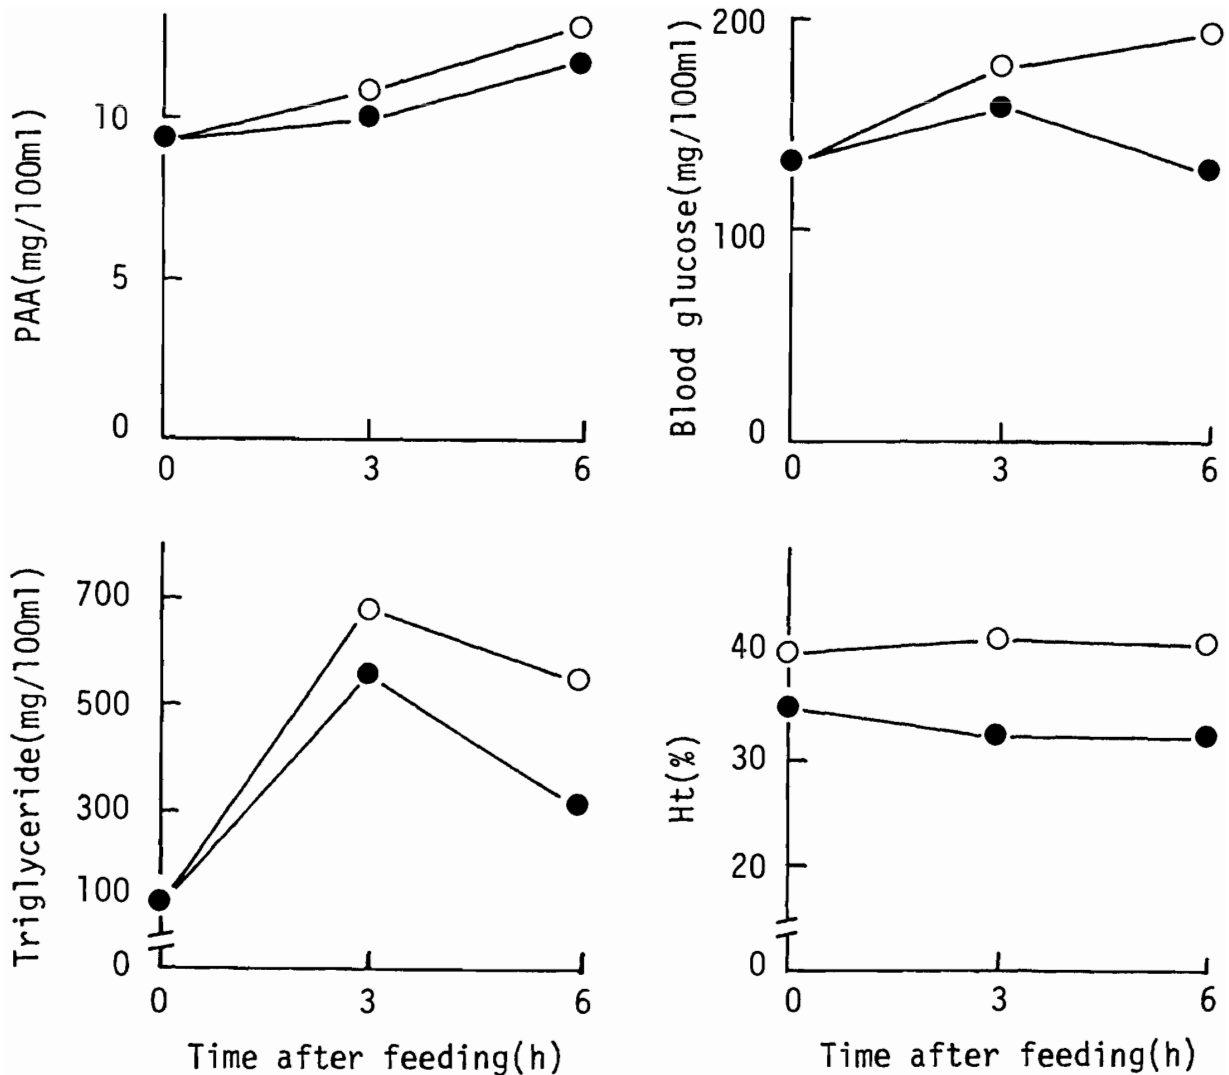 PAA(mg/100ml)
10
5
0
0 3 6
Blood glucose(mg/100ml)
200
100
0
0 3 6
Triglyceride(mg/100ml)
700
500
300
100
0
0 3 6
Time after feeding(h)
Ht(%)
40
30
20
0
0 3 6
Time after feeding(h)